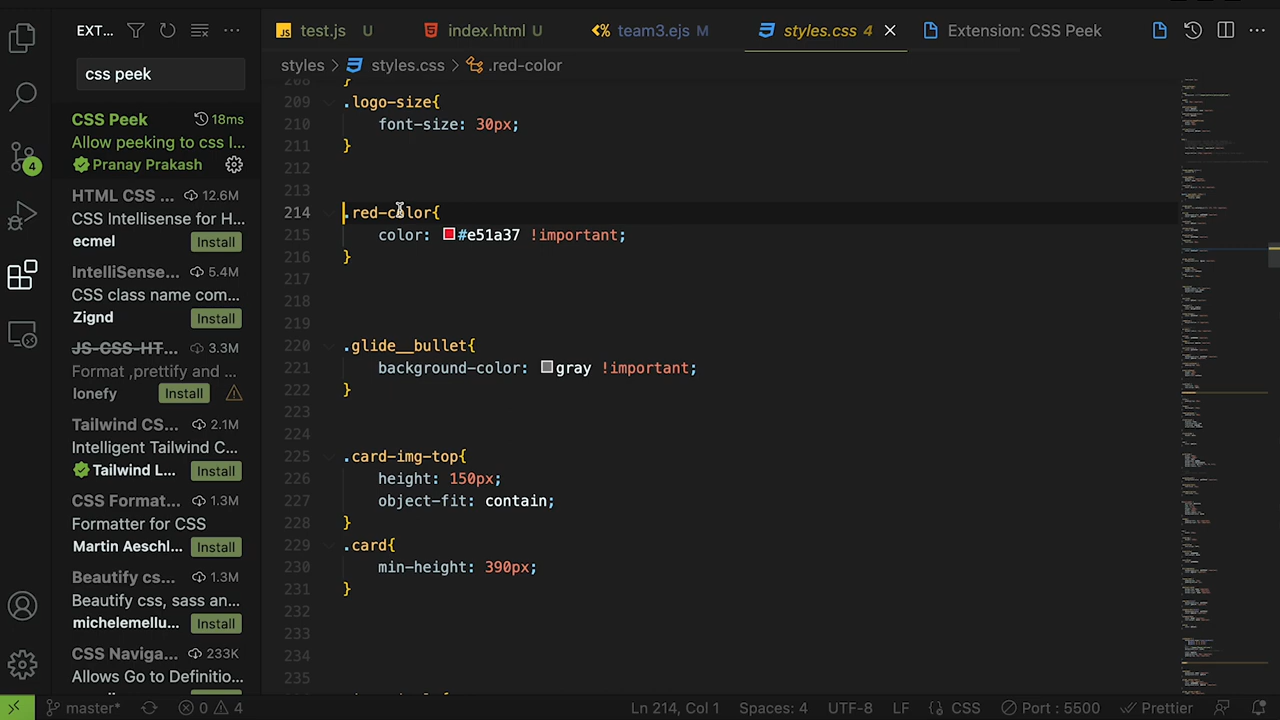 EXT...
test.js U
index.html U
team3.ejs M
styles.css 4
Extension: CSS Peek
css peek
styles > styles.css > .red-color
CSS Peek 18ms
Allow peeking to css l...
Pranay Prakash
HTML CSS ... 12.6M
CSS Intellisense for H...
ecmel Install
IntelliSense... 5.4M
CSS class name com...
Zignd Install
JS-CSS-HT... 3.3M
Format ,prettify and ...
lonefy Install
Tailwind CS... 2.1M
Intelligent Tailwind C...
Tailwind L... Install
CSS Format... 1.3M
Formatter for CSS
Martin Aeschl... Install
Beautify cs... 1.3M
Beautify css, sass an...
michelemellu... Install
CSS Naviga... 233K
Allows Go to Definitio...
4
208 }
209 .logo-size{
210 font-size: 30px;
211 }
212
213
214 .red-color{
215 color: #e51a37 !important;
216 }
217
218
219
220 .glide__bullet{
221 background-color: gray !important;
222 }
223
224
225 .card-img-top{
226 height: 150px;
227 object-fit: contain;
228 }
229 .card{
230 min-height: 390px;
231 }
232
233
234
235
master* 0 4 Ln 214, Col 1 Spaces: 4 UTF-8 LF {} CSS Port : 5500 Prettier